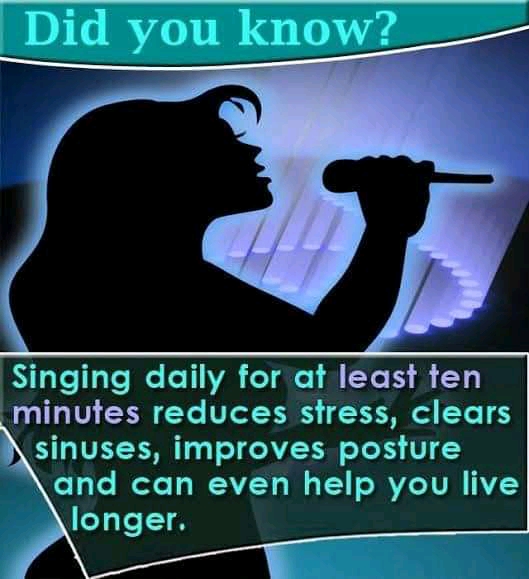 Did you know?
Singing daily for at least ten
minutes reduces stress, clears
sinuses, improves posture
and can even help you live
longer.